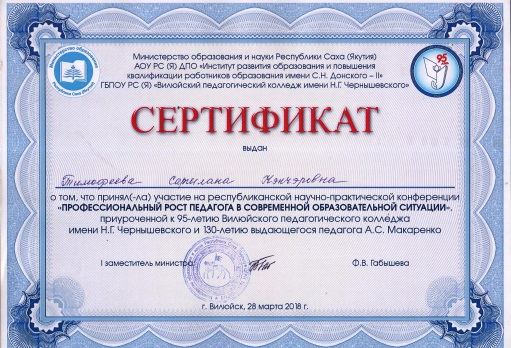 Министерство образования и науки Республики Саха (Якутия)
АОУ РС (Я) ДПО «Институт развития образования и повышения
квалификации работников образования имени С.Н. Донского – II»
ГБПОУ РС (Я) «Вилюйский педагогический колледж имени Н.Г. Чернышевского»
95
СЕРТИФИКАТ
выдан
Тимофеева Сарылана Кэнчэровна
о том, что принял(-ла) участие на республиканской научно-практической конференции
«ПРОФЕССИОНАЛЬНЫЙ РОСТ ПЕДАГОГА В СОВРЕМЕННОЙ ОБРАЗОВАТЕЛЬНОЙ СИТУАЦИИ»,
приуроченной к 95-летию Вилюйского педагогического колледжа
имени Н.Г. Чернышевского и 130-летию выдающегося педагога А.С. Макаренко
I заместитель министра
Ф.В. Габышева
г. Вилюйск, 28 марта 2018 г.